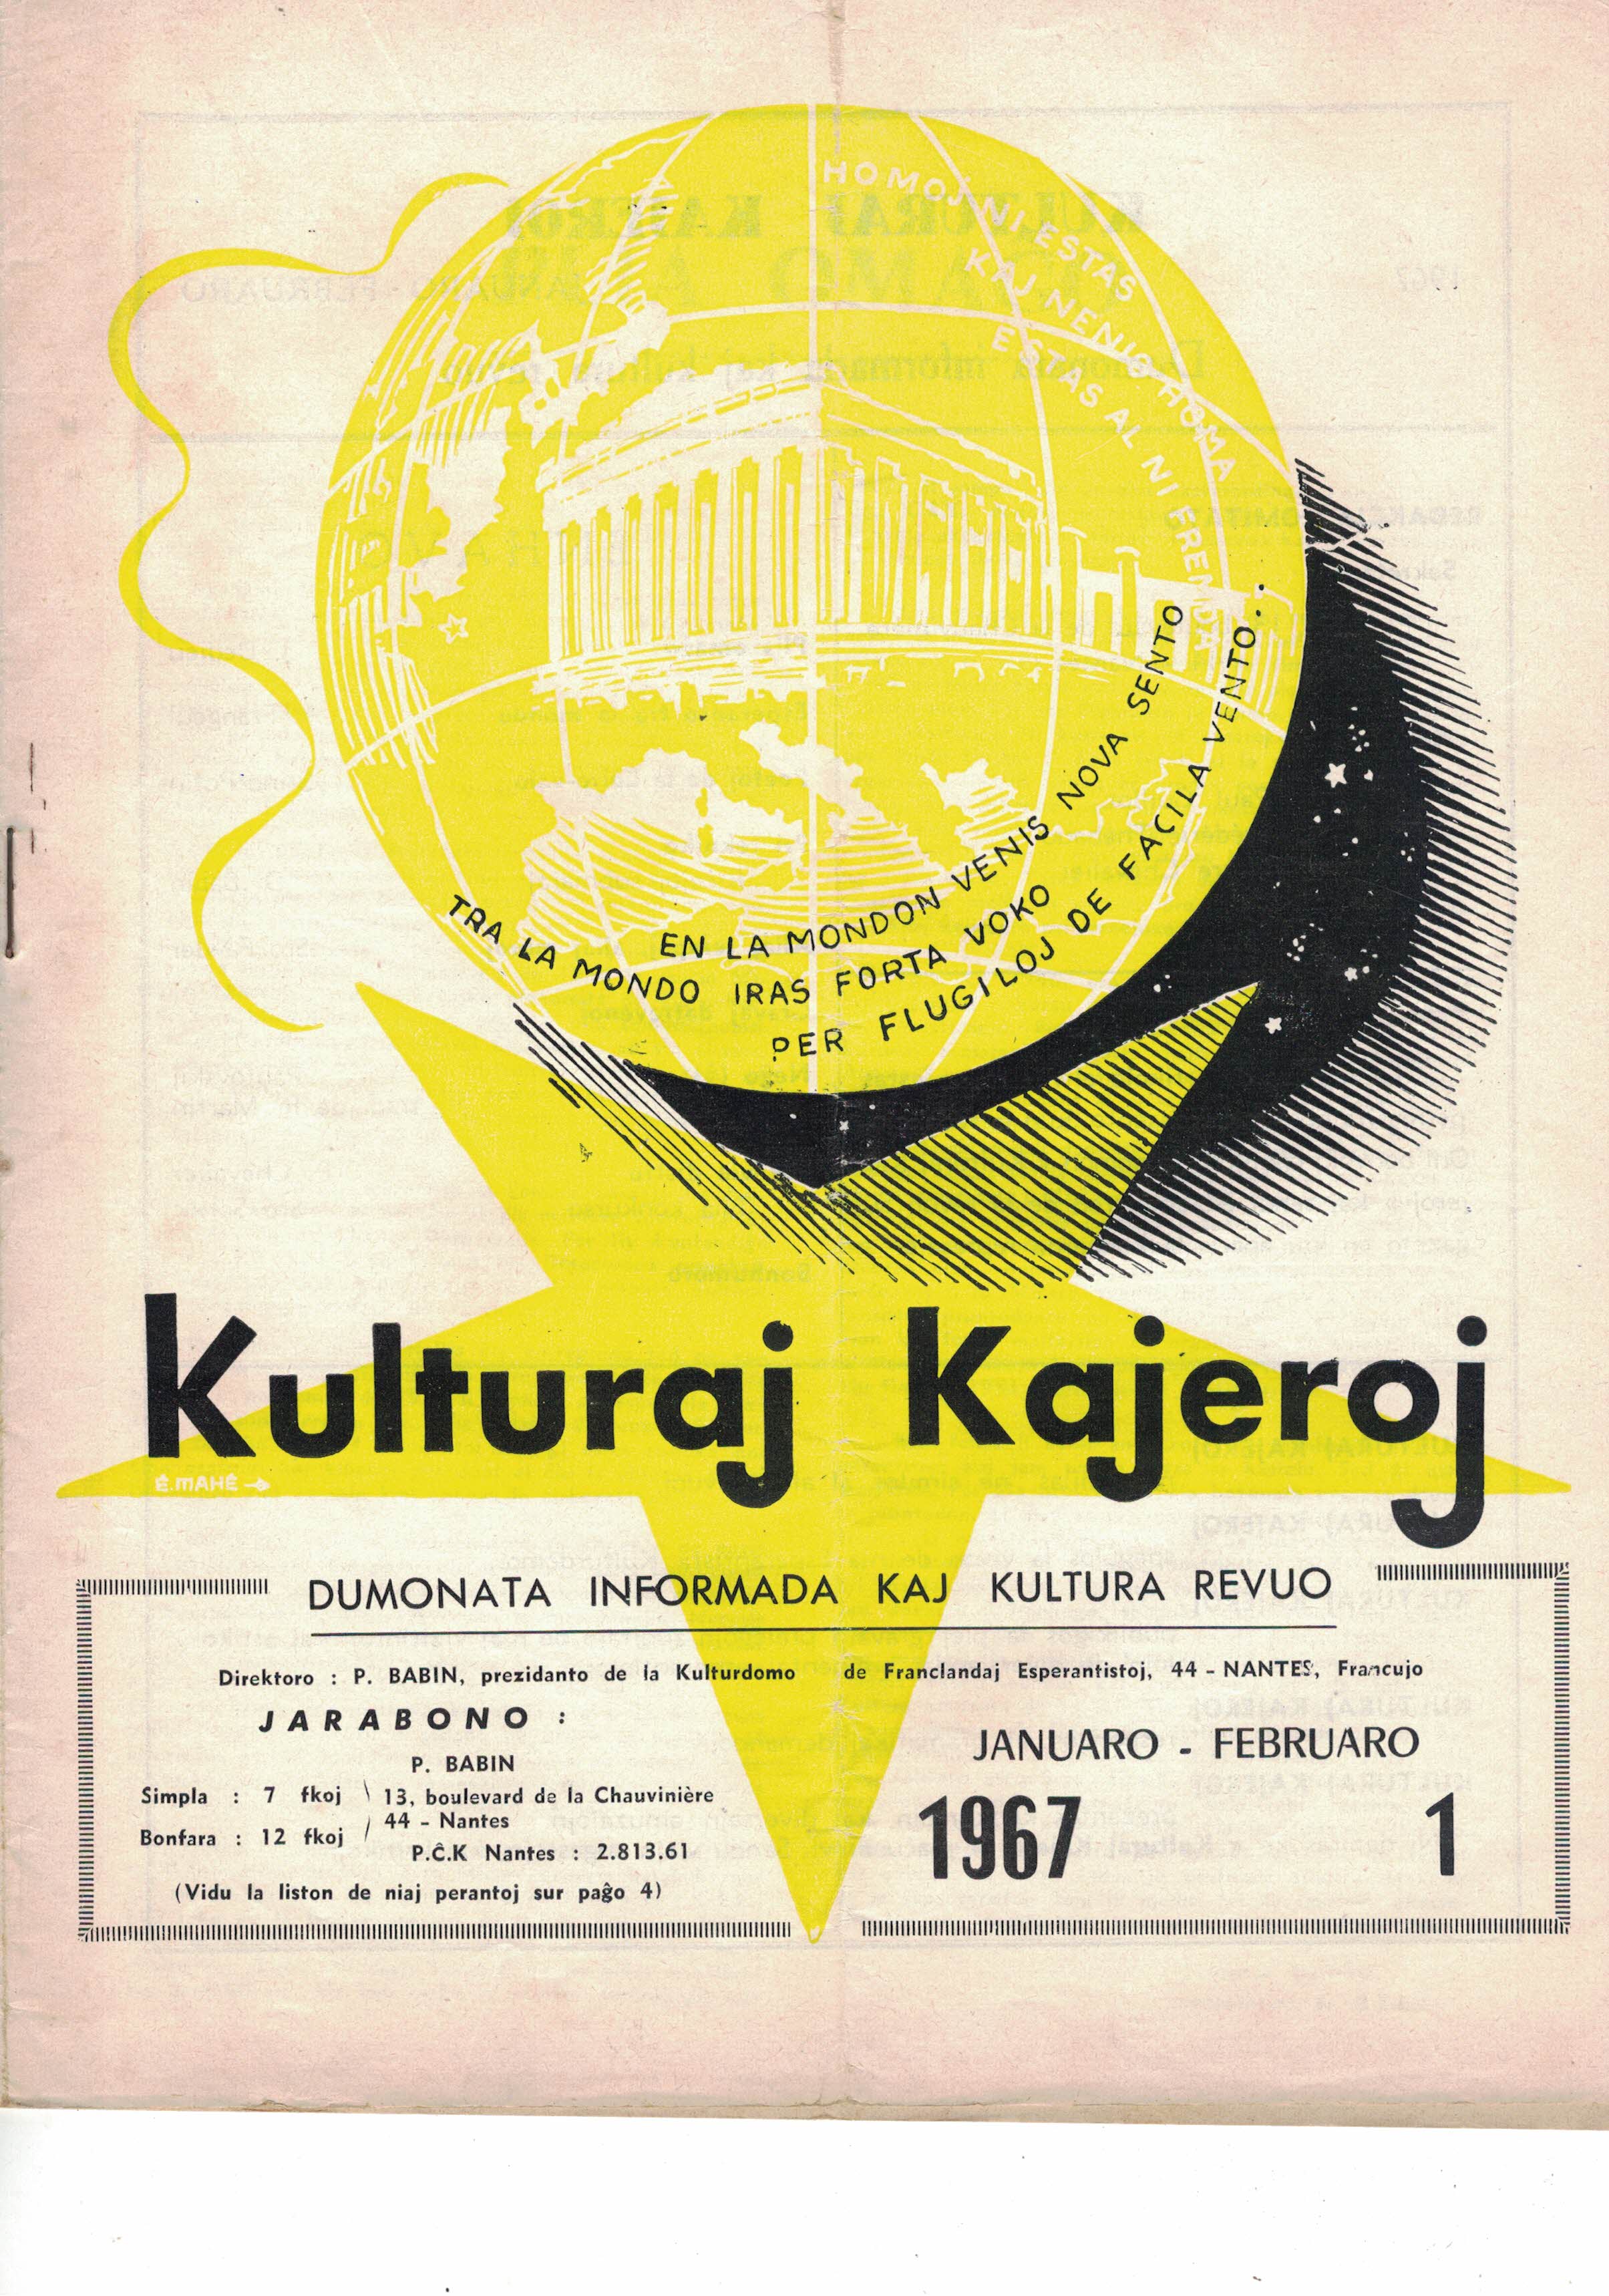 HOMOJ NI ESTAS
KAJ NENIO HOMA
ESTAS AL NI FREMDA
EN LA MONDON VENIS NOVA SENTO
TRA LA MONDO IRAS FORTA VOKO
PER FLUGILOJ DE FACILA VENTO...
Kulturaj Kajeroj
É.MAHÉ →
DUMONATA INFORMADA KAJ KULTURA REVUO
Direktoro : P. BABIN, prezidanto de la Kulturdomo de Franclandaj Esperantistoj, 44 - NANTES, Francujo
JARABONO :
P. BABIN
Simpla : 7 fkoj
13, boulevard de la Chauvinière
44 - Nantes
Bonfara : 12 fkoj
P.Ĉ.K Nantes : 2.813.61
(Vidu la liston de niaj perantoj sur paĝo 4)
JANUARO - FEBRUARO
1967 1